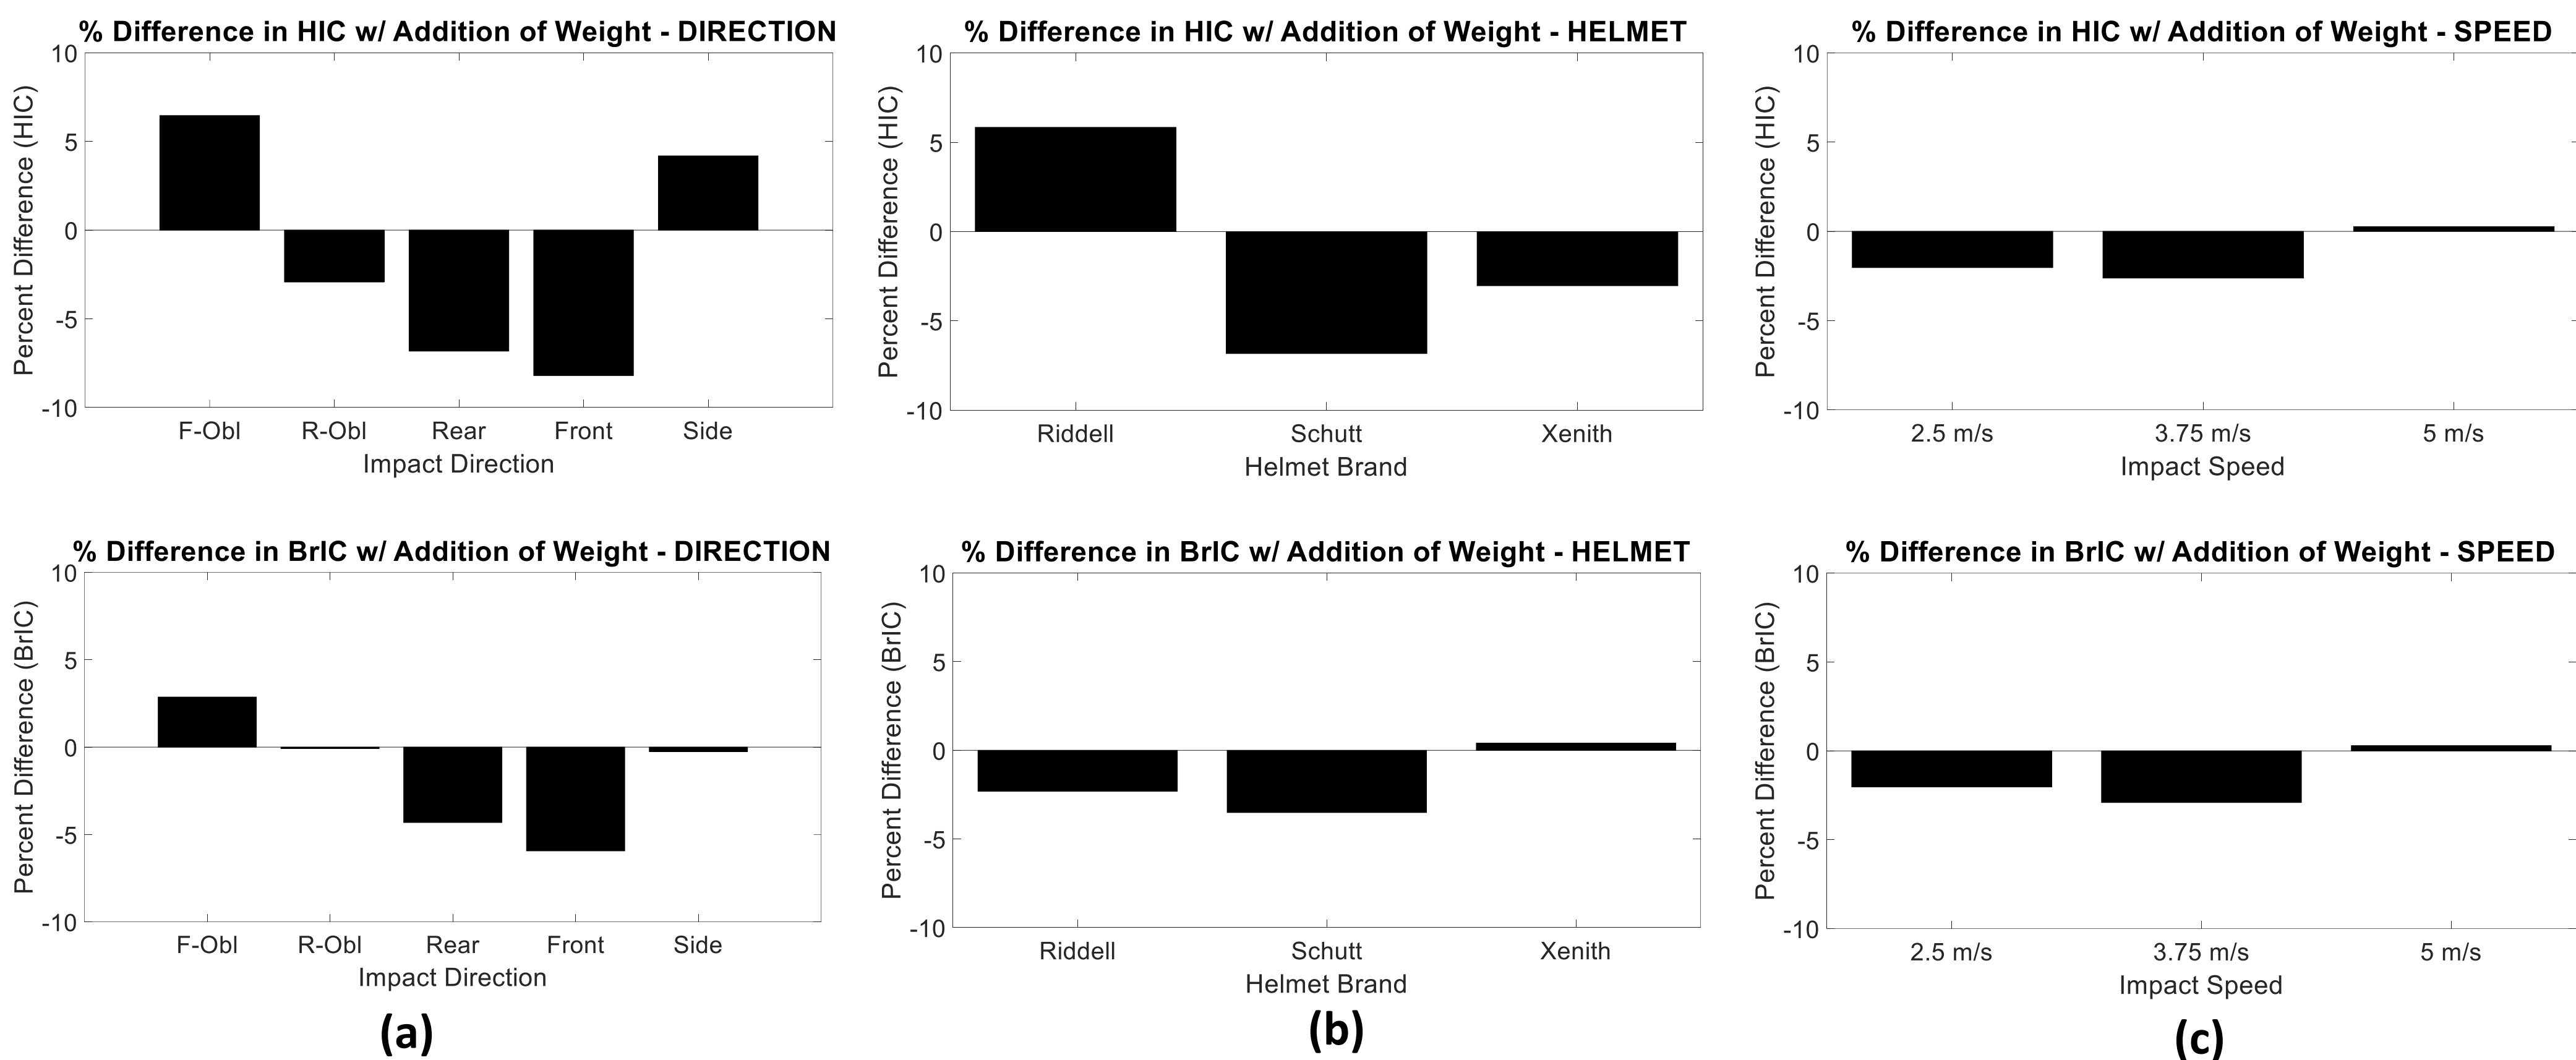 % Difference in HIC w/ Addition of Weight - DIRECTION
10
5
0
-5
-10
Percent Difference (HIC)
F-Obl R-Obl Rear Front Side
Impact Direction
% Difference in HIC w/ Addition of Weight - HELMET
10
5
0
-5
-10
Percent Difference (HIC)
Riddell Schutt Xenith
Helmet Brand
% Difference in HIC w/ Addition of Weight - SPEED
10
5
0
-5
-10
Percent Difference (HIC)
2.5 m/s 3.75 m/s 5 m/s
Impact Speed
% Difference in BrIC w/ Addition of Weight - DIRECTION
10
5
0
-5
-10
Percent Difference (BrIC)
F-Obl R-Obl Rear Front Side
Impact Direction
% Difference in BrIC w/ Addition of Weight - HELMET
10
5
0
-5
-10
Percent Difference (BrIC)
Riddell Schutt Xenith
Helmet Brand
% Difference in BrIC w/ Addition of Weight - SPEED
10
5
0
-5
-10
Percent Difference (BrIC)
2.5 m/s 3.75 m/s 5 m/s
Impact Speed
(a) (b) (c)